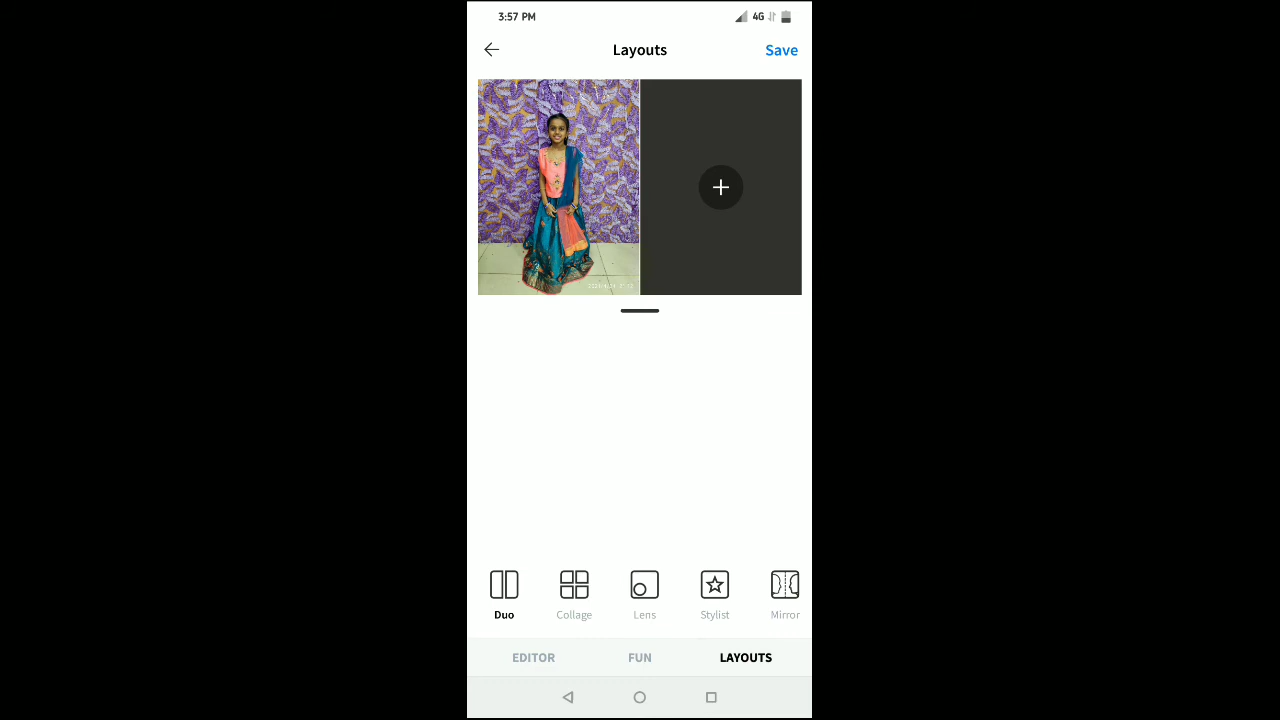 3:57 PM
4G
Layouts
Save
Duo
Collage
Lens
Stylist
Mirror
EDITOR
FUN
LAYOUTS